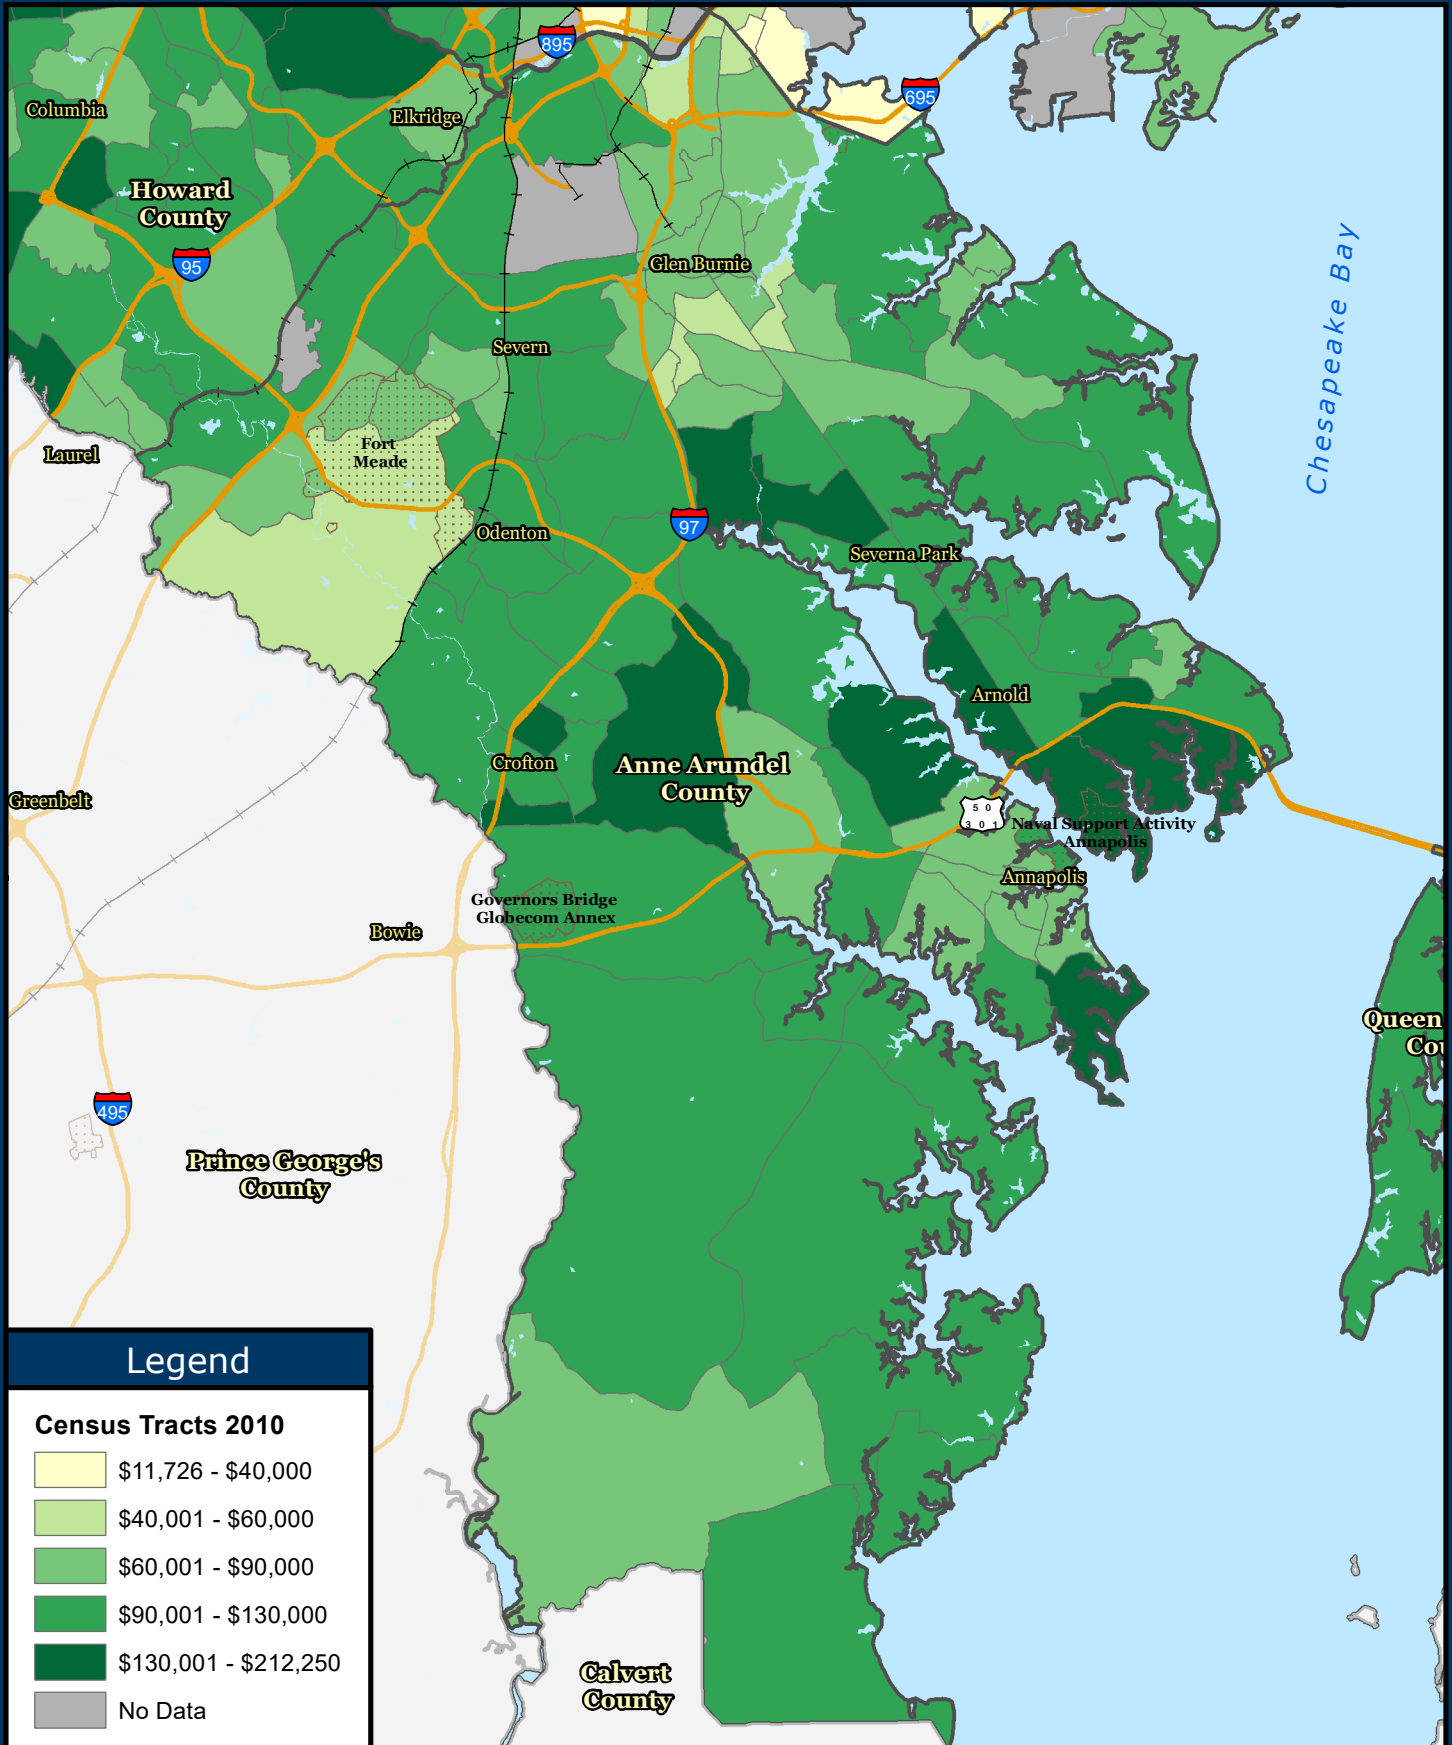 895
695
Columbia
Elkridge
Howard
County
95
Glen Burnie
Chesapeake Bay
Severn
Fort
Meade
Laurel
97
Odenton
Severna Park
Arnold
Crofton
Anne Arundel
County
Greenbelt
50
301
Naval Support Activity
Annapolis
Annapolis
Governors Bridge
Globecom Annex
Bowie
Queen
Cou
495
Prince George's
County
Legend
Census Tracts 2010
$11,726 - $40,000
$40,001 - $60,000
$60,001 - $90,000
$90,001 - $130,000
$130,001 - $212,250
No Data
Calvert
County